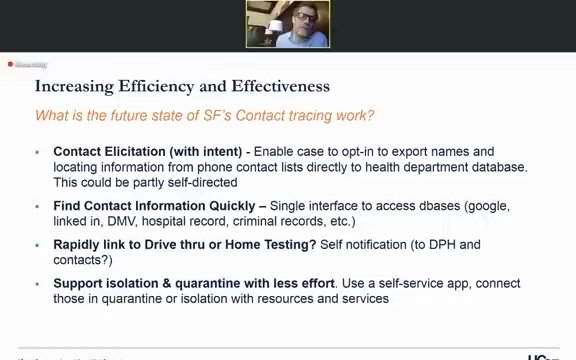 Recording
Increasing Efficiency and Effectiveness
What is the future state of SF's Contact tracing work?
Contact Elicitation (with intent) - Enable case to opt-in to export names and
locating information from phone contact lists directly to health department database.
This could be partly self-directed
Find Contact Information Quickly – Single interface to access dbases (google,
linked in, DMV, hospital record, criminal records, etc.)
Rapidly link to Drive thru or Home Testing? Self notification (to DPH and
contacts?)
Support isolation & quarantine with less effort. Use a self-service app, connect
those in quarantine or isolation with resources and services